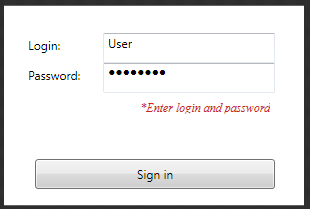 Login: User
Password: ●●●●●●●●
*Enter login and password
Sign in